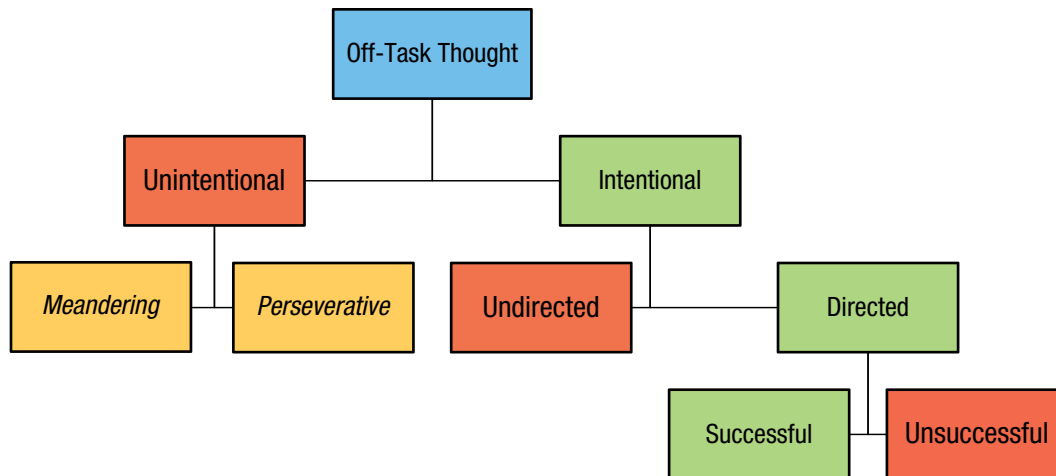 Off-Task Thought
Unintentional
Intentional
Meandering
Perseverative
Undirected
Directed
Successful
Unsuccessful